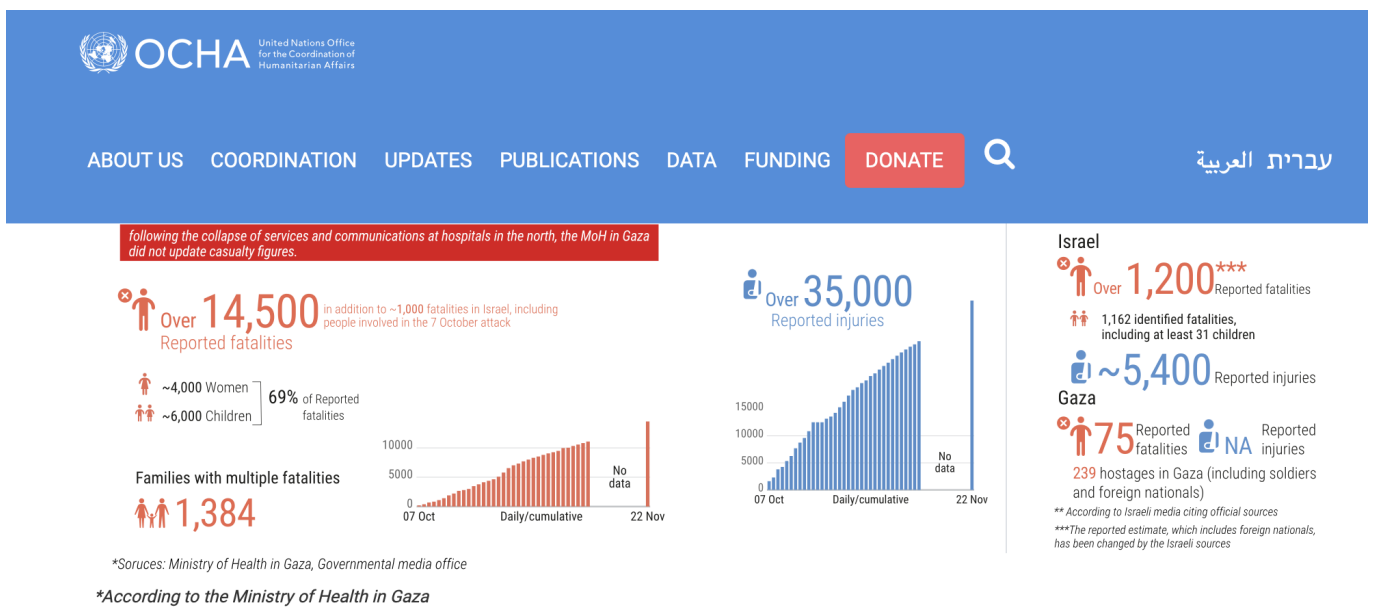 OCHA
United Nations Office
for the Coordination of
Humanitarian Affairs
ABOUT US COORDINATION UPDATES PUBLICATIONS DATA FUNDING DONATE עברית العربية
following the collapse of services and communications at hospitals in the north, the MoH in Gaza
did not update casualty figures.
Over 14,500
in addition to ~1,000 fatalities in Israel, including
people involved in the 7 October attack
Reported fatalities
~4,000 Women
~6,000 Children
69% of Reported
fatalities
Families with multiple fatalities
1,384
10000
5000
0
No
data
07 Oct Daily/cumulative 22 Nov
Over 35,000
Reported injuries
15000
10000
5000
0
No
data
07 Oct Daily/cumulative 22 Nov
Israel
Over 1,200*** Reported fatalities
1,162 identified fatalities,
including at least 31 children
~5,400 Reported injuries
Gaza
75 Reported
fatalities
NA Reported
injuries
239 hostages in Gaza (including soldiers
and foreign nationals)
** According to Israeli media citing official sources
***The reported estimate, which includes foreign nationals,
has been changed by the Israeli sources
*Soruces: Ministry of Health in Gaza, Governmental media office
*According to the Ministry of Health in Gaza